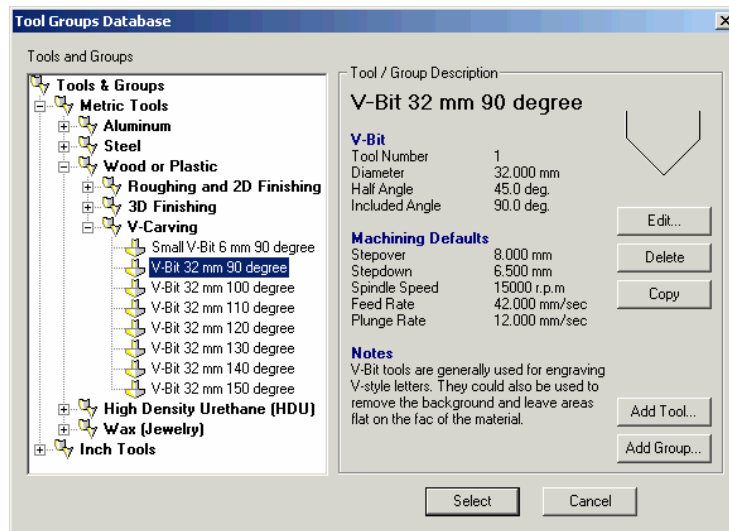 Tool Groups Database
Tools and Groups
Tools & Groups
Metric Tools
Aluminum
Steel
Wood or Plastic
Roughing and 2D Finishing
3D Finishing
V-Carving
Small V-Bit 6 mm 90 degree
V-Bit 32 mm 90 degree
V-Bit 32 mm 100 degree
V-Bit 32 mm 110 degree
V-Bit 32 mm 120 degree
V-Bit 32 mm 130 degree
V-Bit 32 mm 140 degree
V-Bit 32 mm 150 degree
High Density Urethane (HDU)
Wax (Jewelry)
Inch Tools
Tool / Group Description
V-Bit 32 mm 90 degree
V-Bit
Tool Number 1
Diameter 32.000 mm
Half Angle 45.0 deg.
Included Angle 90.0 deg.
Machining Defaults
Stepover 8.000 mm
Stepdown 6.500 mm
Spindle Speed 15000 r.p.m
Feed Rate 42.000 mm/sec
Plunge Rate 12.000 mm/sec
Notes
V-Bit tools are generally used for engraving
V-style letters. They could also be used to
remove the background and leave areas
flat on the fac of the material.
Edit...
Delete
Copy
Add Tool...
Add Group...
Select
Cancel